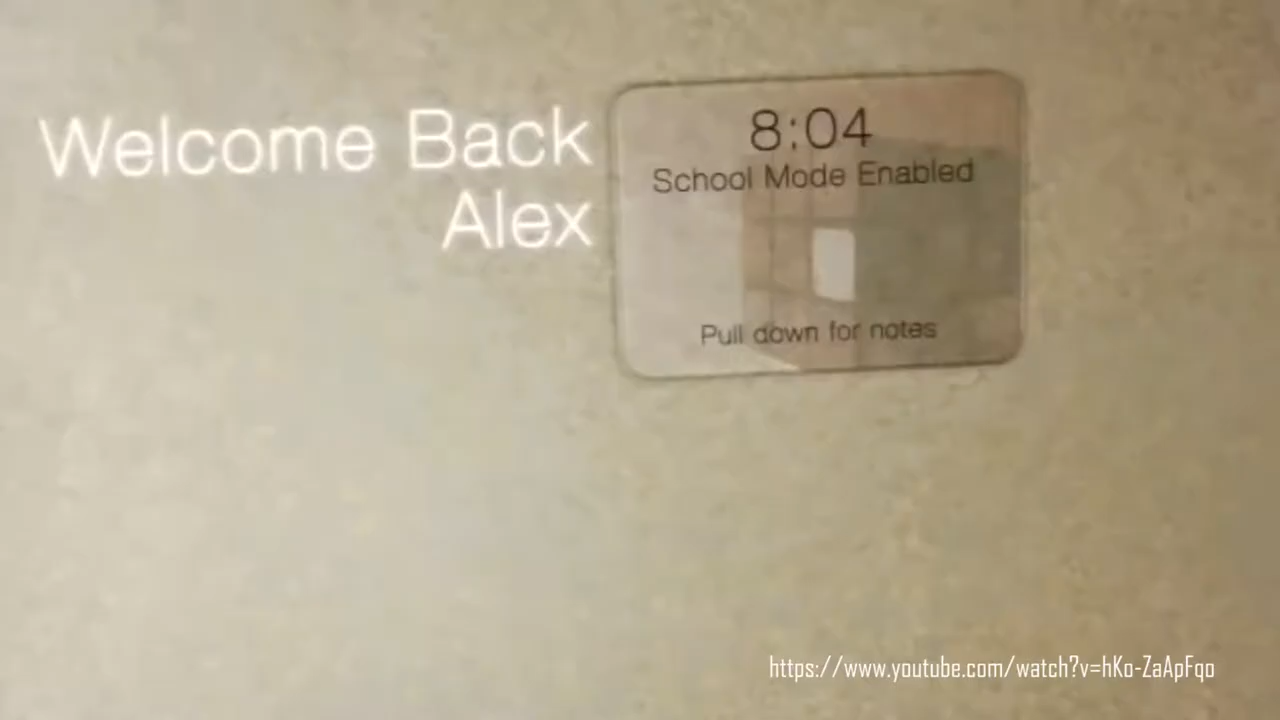 Welcome Back
Alex
8:04
School Mode Enabled
Pull down for notes
https://www.youtube.com/watch?v=hKo-ZaApFqo